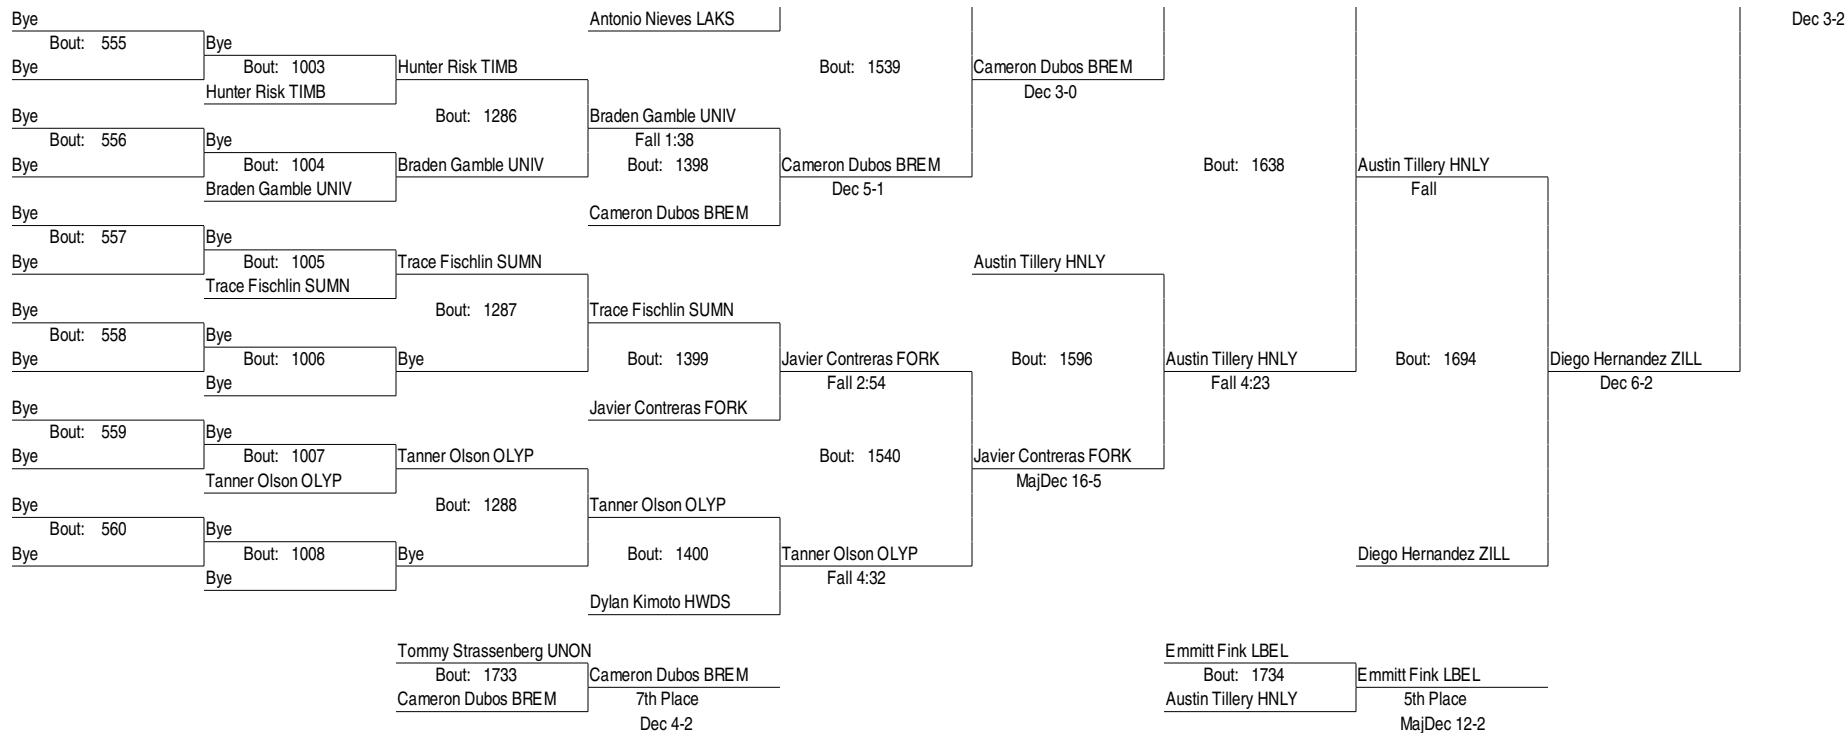 Bye Antonio Nieves LAKS Dec 3-2
Bout: 555 Bye
Bye Bout: 1003 Hunter Risk TIMB Bout: 1539 Cameron Dubos BREM
Hunter Risk TIMB Dec 3-0
Bye Bout: 1286 Braden Gamble UNIV
Bout: 556 Bye Fall 1:38
Bye Bout: 1004 Braden Gamble UNIV Bout: 1398 Cameron Dubos BREM Bout: 1638 Austin Tillery HNLY
Braden Gamble UNIV Dec 5-1 Fall
Bye Cameron Dubos BREM
Bout: 557 Bye
Bye Bout: 1005 Trace Fischlin SUMN Austin Tillery HNLY
Trace Fischlin SUMN
Bye Bout: 1287 Trace Fischlin SUMN
Bout: 558 Bye
Bye Bout: 1006 Bye Bout: 1399 Javier Contreras FORK Bout: 1596 Austin Tillery HNLY Bout: 1694 Diego Hernandez ZILL
Bye Fall 2:54 Fall 4:23 Dec 6-2
Bye Javier Contreras FORK
Bout: 559 Bye
Bye Bout: 1007 Tanner Olson OLYP Bout: 1540 Javier Contreras FORK
Tanner Olson OLYP MajDec 16-5
Bye Bout: 1288 Tanner Olson OLYP
Bout: 560 Bye
Bye Bout: 1008 Bye Bout: 1400 Tanner Olson OLYP Diego Hernandez ZILL
Bye Fall 4:32
Dylan Kimoto HWDS
Tommy Strassenberg UNON Emmitt Fink LBEL
Bout: 1733 Cameron Dubos BREM Bout: 1734 Emmitt Fink LBEL
Cameron Dubos BREM 7th Place Austin Tillery HNLY 5th Place
Dec 4-2 MajDec 12-2